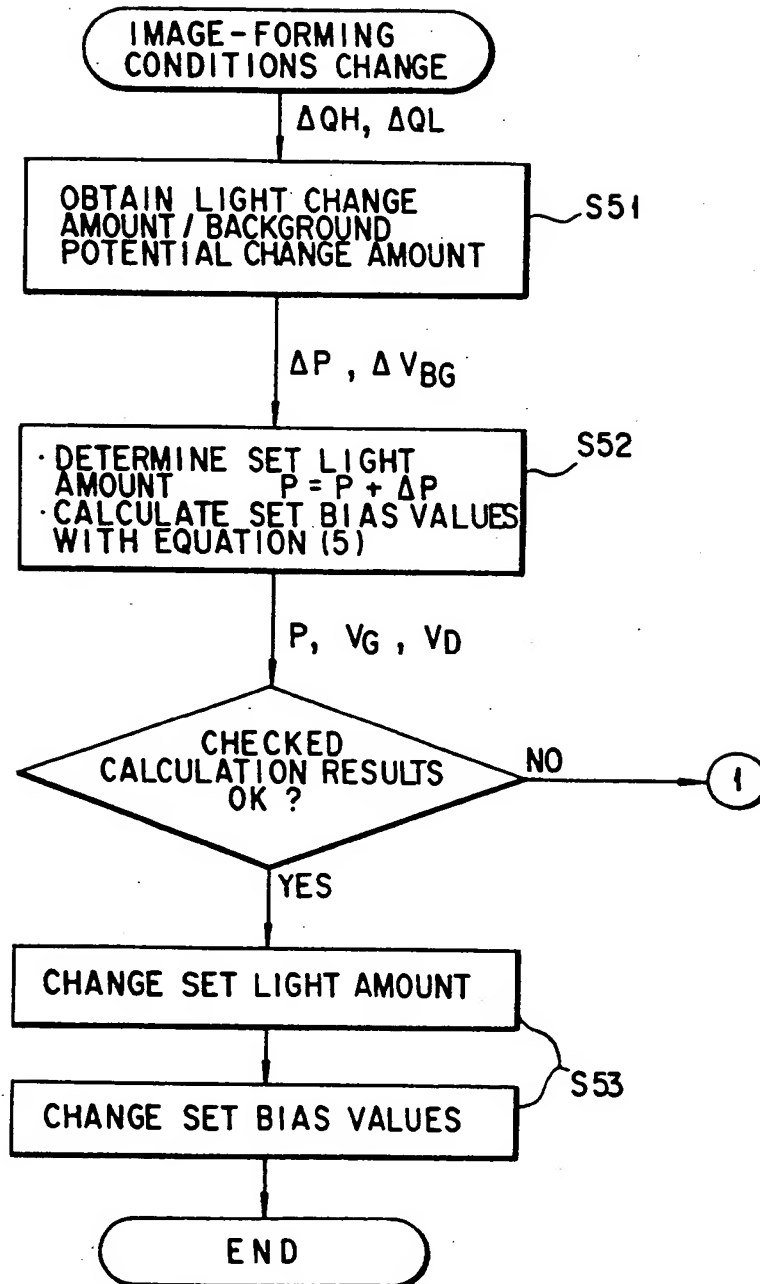 IMAGE-FORMING
CONDITIONS CHANGE
ΔQH, ΔQL
OBTAIN LIGHT CHANGE
AMOUNT / BACKGROUND
POTENTIAL CHANGE AMOUNT
S51
ΔP , ΔVBG
· DETERMINE SET LIGHT
AMOUNT P = P + ΔP
· CALCULATE SET BIAS VALUES
WITH EQUATION (5)
S52
P, VG , VD
CHECKED
CALCULATION RESULTS
OK ?
NO
1
YES
CHANGE SET LIGHT AMOUNT
S53
CHANGE SET BIAS VALUES
END